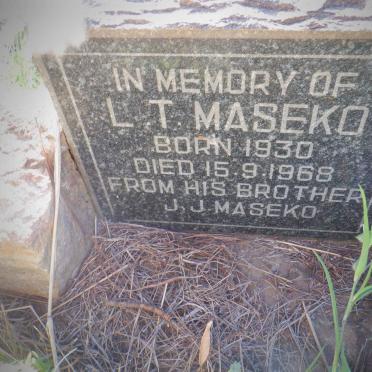 IN MEMORY OF
L. T. MASEKO
BORN 1930
DIED 15.9.1968
FROM HIS BROTHER
J. J. MASEKO